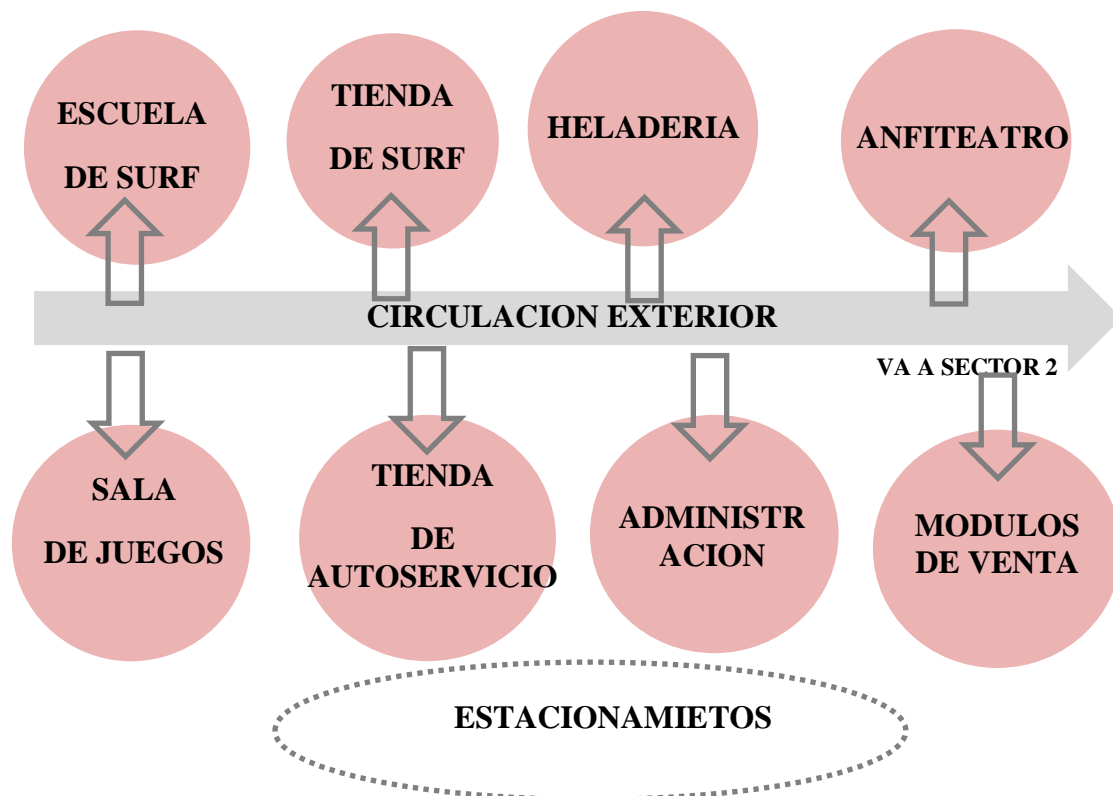 ESCUELA
DE SURF
TIENDA
DE SURF
HELADERIA
ANFITEATRO
CIRCULACION EXTERIOR
VA A SECTOR 2
SALA
DE JUEGOS
TIENDA
DE
AUTOSERVICIO
ADMINISTR
ACION
MODULOS
DE VENTA
ESTACIONAMIETOS